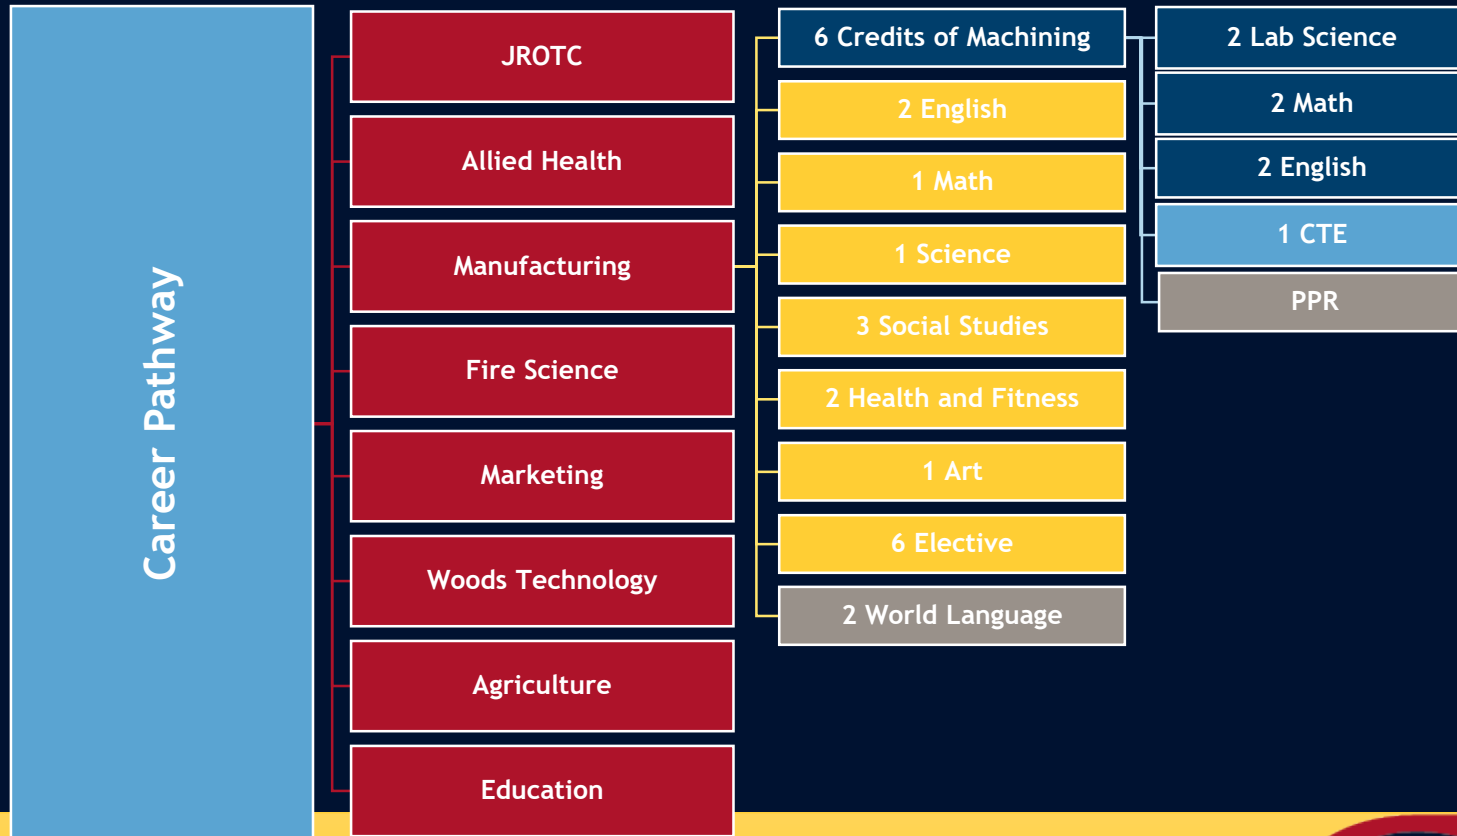 Career Pathway
JROTC
Allied Health
Manufacturing
Fire Science
Marketing
Woods Technology
Agriculture
Education
6 Credits of Machining
2 English
1 Math
1 Science
3 Social Studies
2 Health and Fitness
1 Art
6 Elective
2 World Language
2 Lab Science
2 Math
2 English
1 CTE
PPR